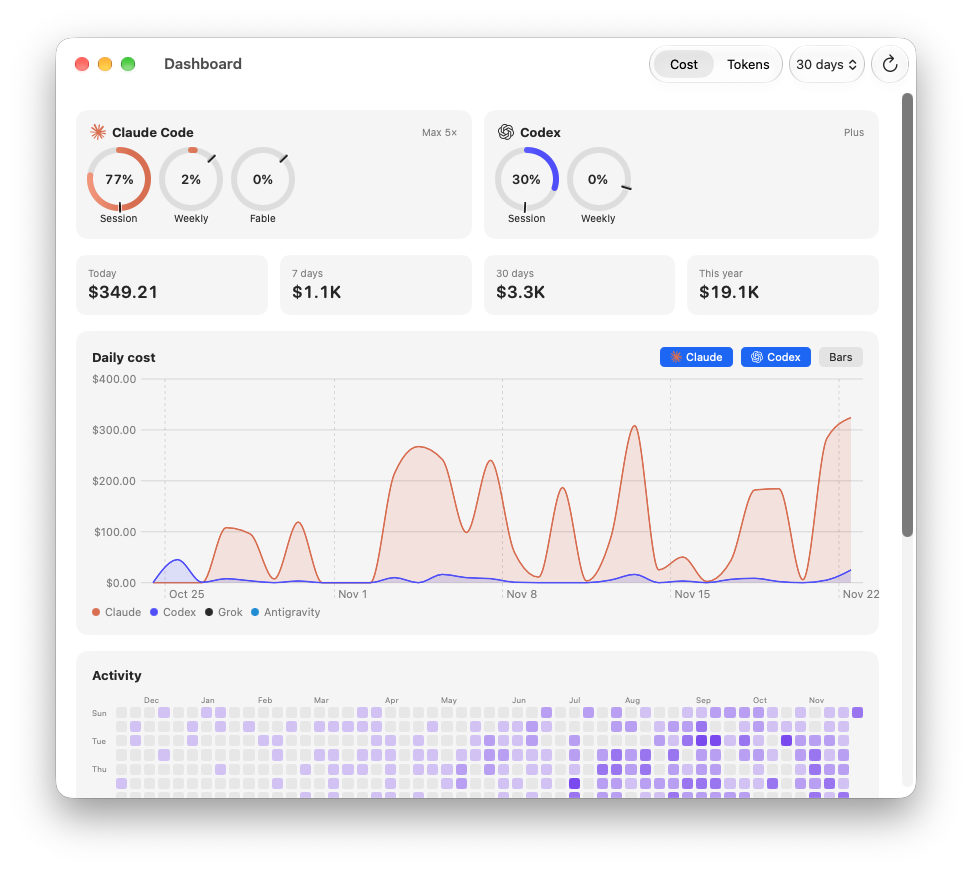 Dashboard
Cost Tokens 30 days
Claude Code Max 5×
77% 2% 0%
Session Weekly Fable
Codex Plus
30% 0%
Session Weekly
Today
$349.21
7 days
$1.1K
30 days
$3.3K
This year
$19.1K
Daily cost Claude Codex Bars
$400.00
$300.00
$200.00
$100.00
$0.00
Oct 25 Nov 1 Nov 8 Nov 15 Nov 22
Claude Codex Grok Antigravity
Activity
Dec Jan Feb Mar Apr May Jun Jul Aug Sep Oct Nov
Sun
Tue
Thu